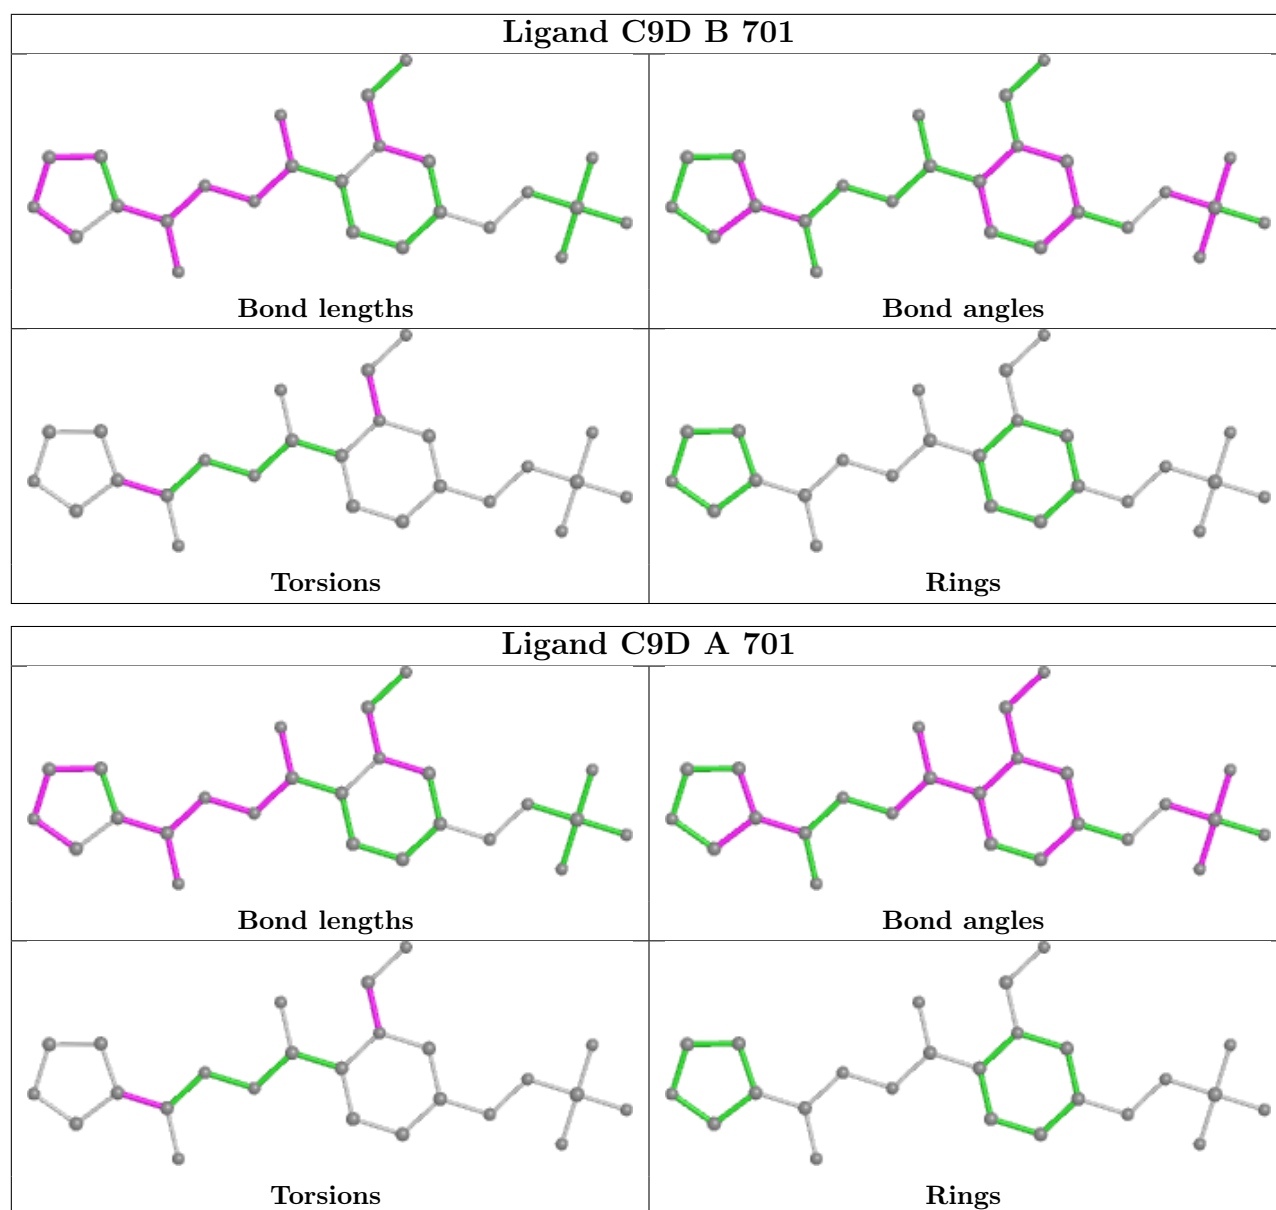 Ligand C9D B 701
Bond lengths
Bond angles
Torsions
Rings
Ligand C9D A 701
Bond lengths
Bond angles
Torsions
Rings